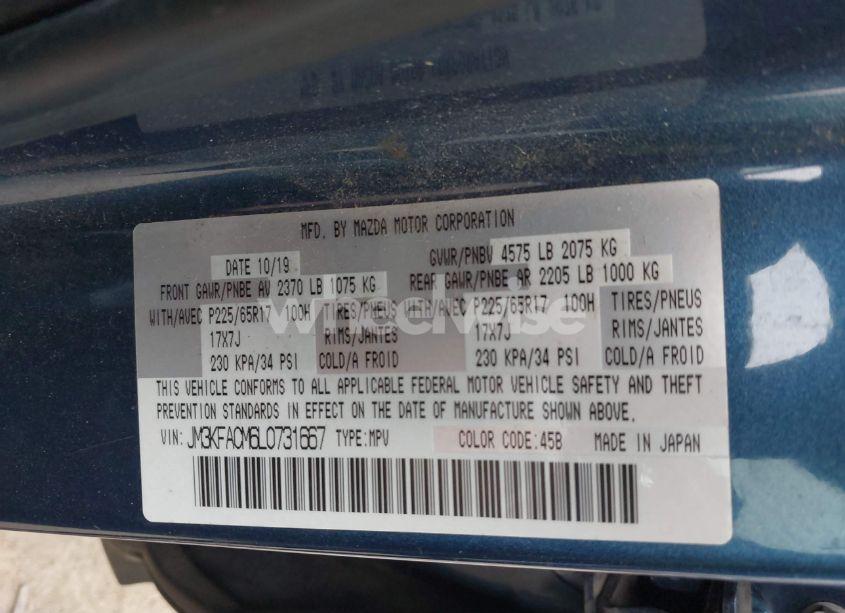 MFD. BY MAZDA MOTOR CORPORATION
DATE 10/19 GVWR/PNBV 4575 LB 2075 KG
FRONT GAWR/PNBE AV 2370 LB 1075 KG REAR GAWR/PNBE AR 2205 LB 1000 KG
WITH/AVEC P225/65R17 100H TIRES/PNEUS WITH/AVEC P225/65R17 100H TIRES/PNEUS
17X7J RIMS/JANTES 17X7J RIMS/JANTES
230 KPA/34 PSI COLD/A FROID 230 KPA/34 PSI COLD/A FROID
wheelwise
THIS VEHICLE CONFORMS TO ALL APPLICABLE FEDERAL MOTOR VEHICLE SAFETY AND THEFT
PREVENTION STANDARDS IN EFFECT ON THE DATE OF MANUFACTURE SHOWN ABOVE.
VIN: JM3KFACM6L0731667 TYPE:MPV COLOR CODE:45B MADE IN JAPAN